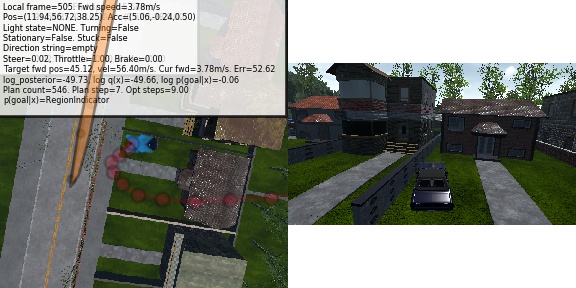 Local frame=505: Fwd speed=3.78m/s
Pos=(11.94,56.72,38.25) Acc=(5.06,-0.24,0.50)
Light state=NONE. Turning=False
Stationary=False. Stuck=False
Direction string=empty
Steer=0.02, Throttle=1.00, Brake=0.00
Target fwd pos=45.12, vel=56.40m/s. Cur fwd=3.78m/s. Err=52.62
log_posterior=-49.73, log q(x)=-49.66, log p(goal|x)=-0.06
Plan count=546. Plan step=7. Opt steps=9.00
p(goal|x)=RegionIndicator